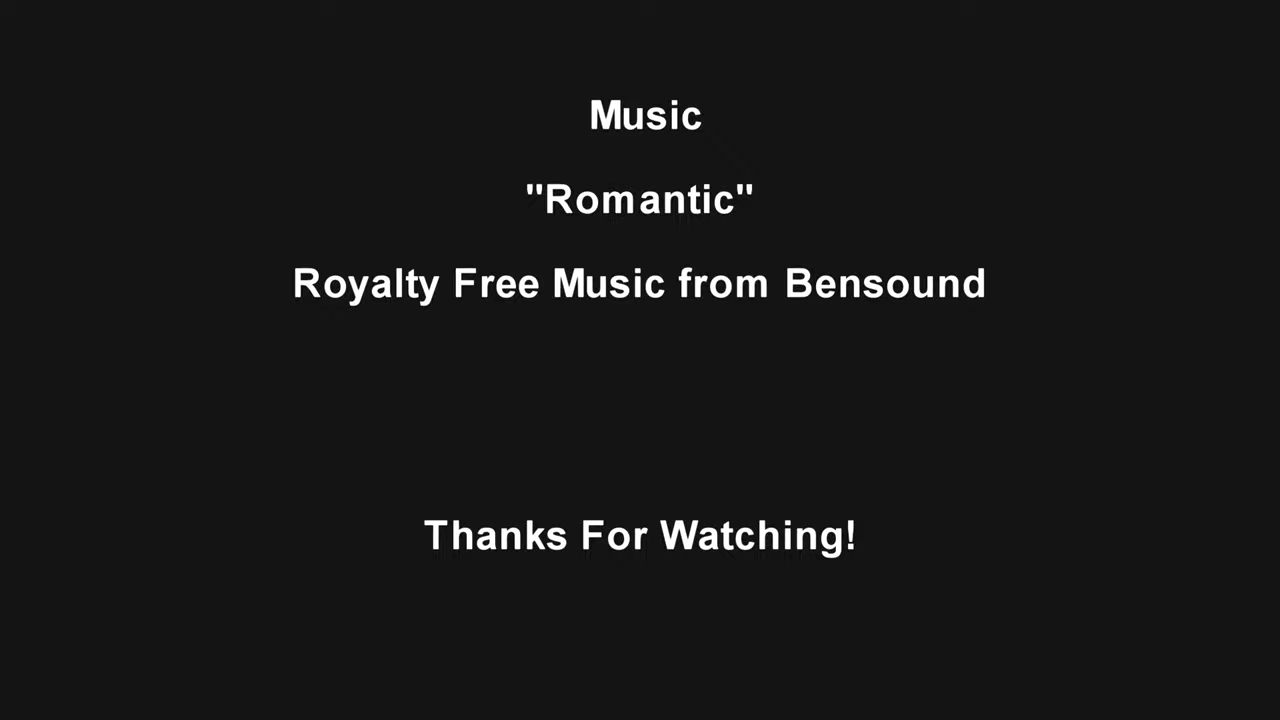 Music
"Romantic"
Royalty Free Music from Bensound
Thanks For Watching!